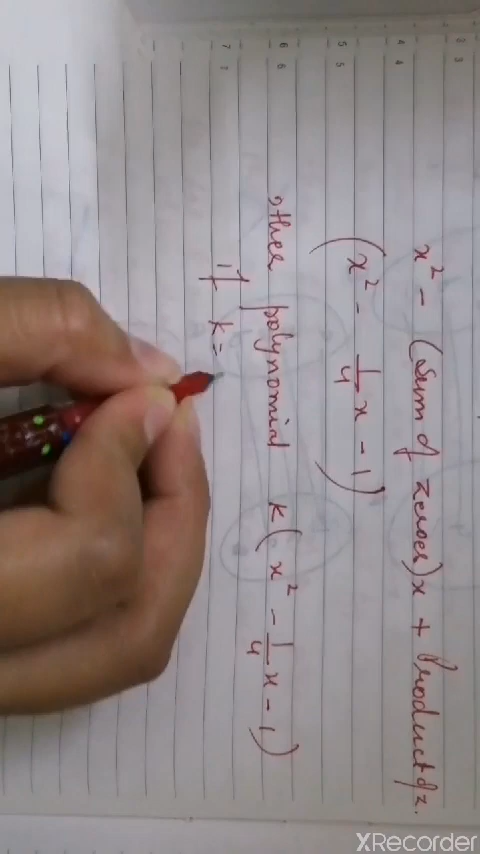 x² - (Sum of zeroes)x + Product of z.
(x² - 1/4 x - 1)
other polynomial k(x² - 1/4 x - 1)
If k =
XRecorder